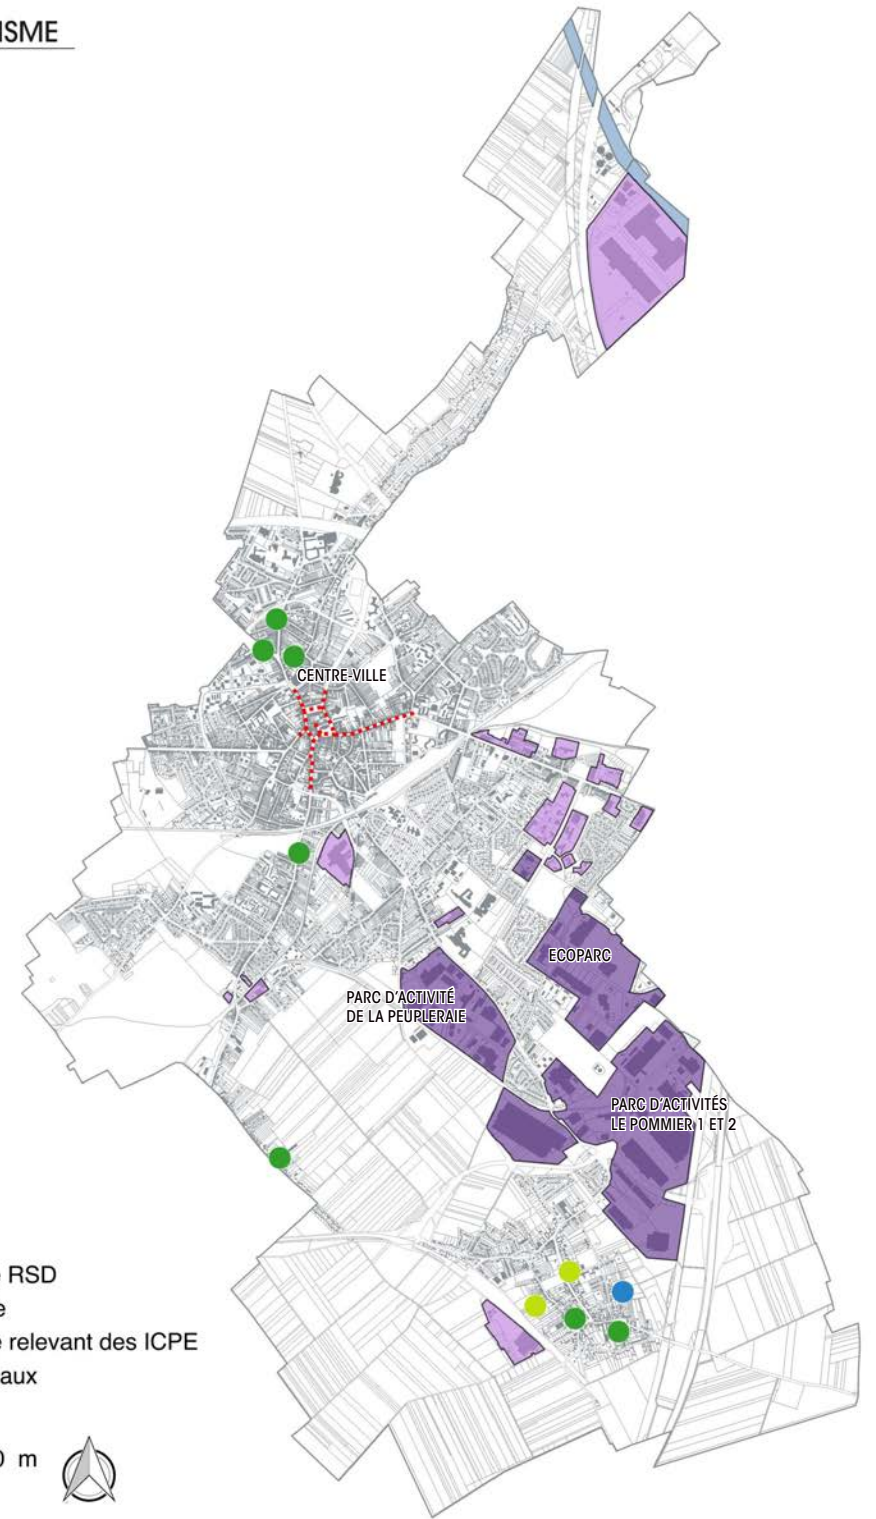 ISME
CENTRE-VILLE
ECOPARC
PARC D'ACTIVITÉ
DE LA PEUPLERAIE
PARC D'ACTIVITÉS
LE POMMIER 1 ET 2
RSD
e
relevant des ICPE
aux
0 m